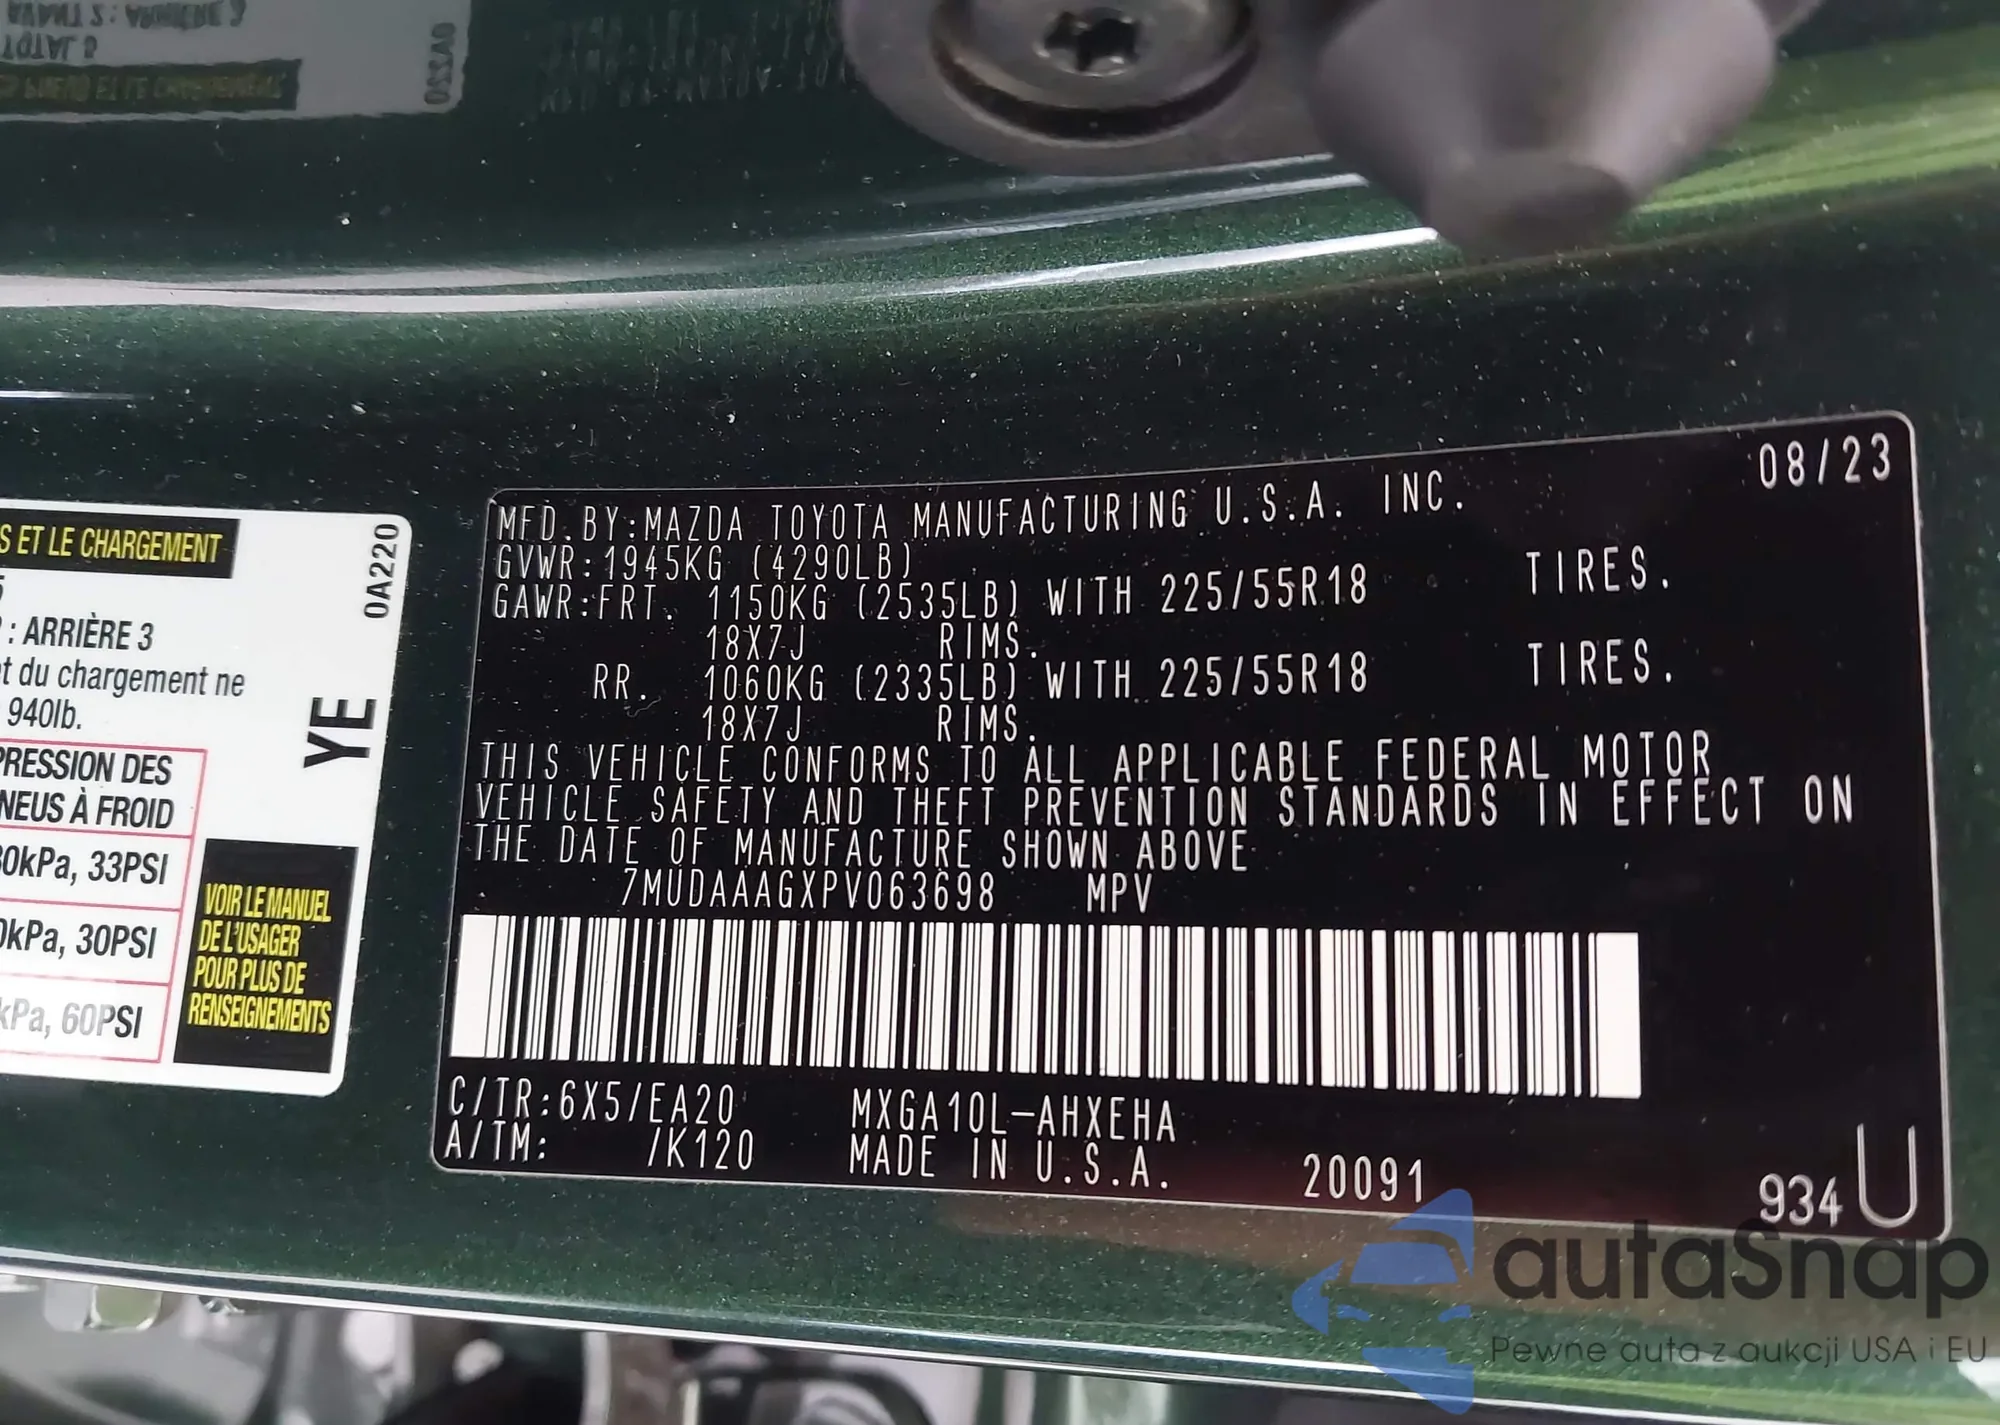 S ET LE CHARGEMENT
0A220
: ARRIÈRE 3
t du chargement ne
940lb.
YE
PRESSION DES
NEUS À FROID
0kPa, 33PSI
0kPa, 30PSI
kPa, 60PSI
VOIR LE MANUEL
DE L'USAGER
POUR PLUS DE
RENSEIGNEMENTS
08/23
MFD.BY:MAZDA TOYOTA MANUFACTURING U.S.A. INC.
GVWR:1945KG (4290LB)
GAWR:FRT. 1150KG (2535LB) WITH 225/55R18 TIRES.
18X7J RIMS.
RR. 1060KG (2335LB) WITH 225/55R18 TIRES.
18X7J RIMS.
THIS VEHICLE CONFORMS TO ALL APPLICABLE FEDERAL MOTOR
VEHICLE SAFETY AND THEFT PREVENTION STANDARDS IN EFFECT ON
THE DATE OF MANUFACTURE SHOWN ABOVE
7MUDAAAGXPV063698 MPV
C/TR:6X5/EA20 MXGA10L-AHXEHA
A/TM: /K120 MADE IN U.S.A. 20091
934 U
autaSnap
Pewne auta z aukcji USA i EU